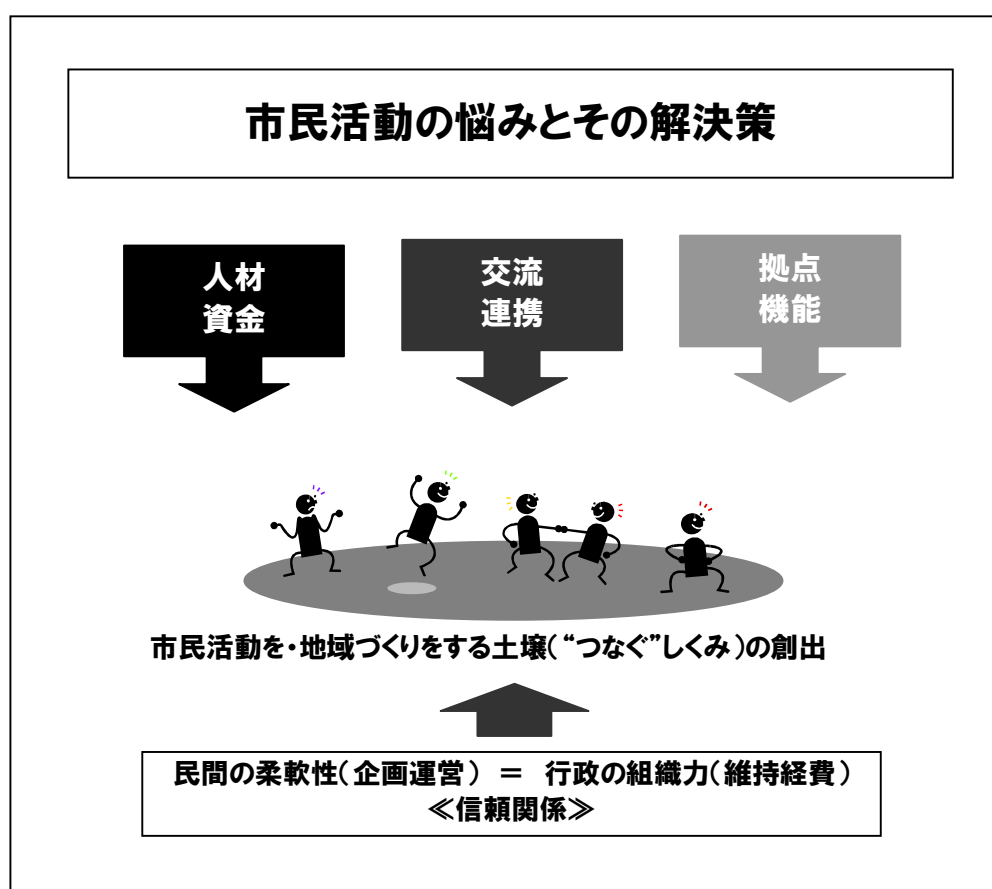 市民活動の悩みとその解決策
人材
資金
交流
連携
拠点
機能
市民活動を・地域づくりをする土壌(“つなぐ”しくみ)の創出
民間の柔軟性(企画運営) = 行政の組織力(維持経費)
≪信頼関係≫